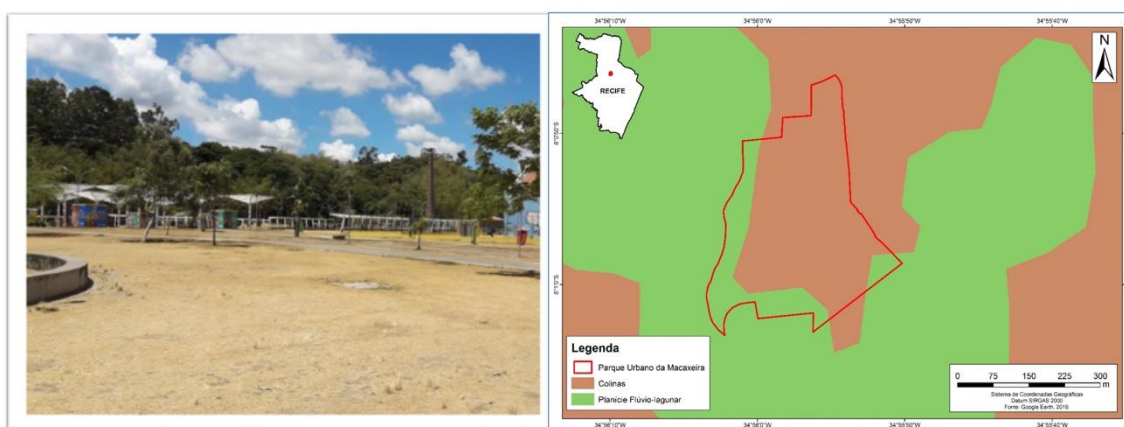 34°56'10"W
34°56'0"W
34°55'50"W
34°55'40"W
RECIFE
N
8°0'50"S
8°1'0"S
Legenda
Parque Urbano da Macaxeira
Colinas
Planície Flúvio-lagunar
0 75 150 225 300
m
Sistema de Coordenadas Geográficas
Datum SIRGAS 2000
Fonte: Google Earth, 2019.
34°56'10"W
34°56'0"W
34°55'50"W
34°55'40"W